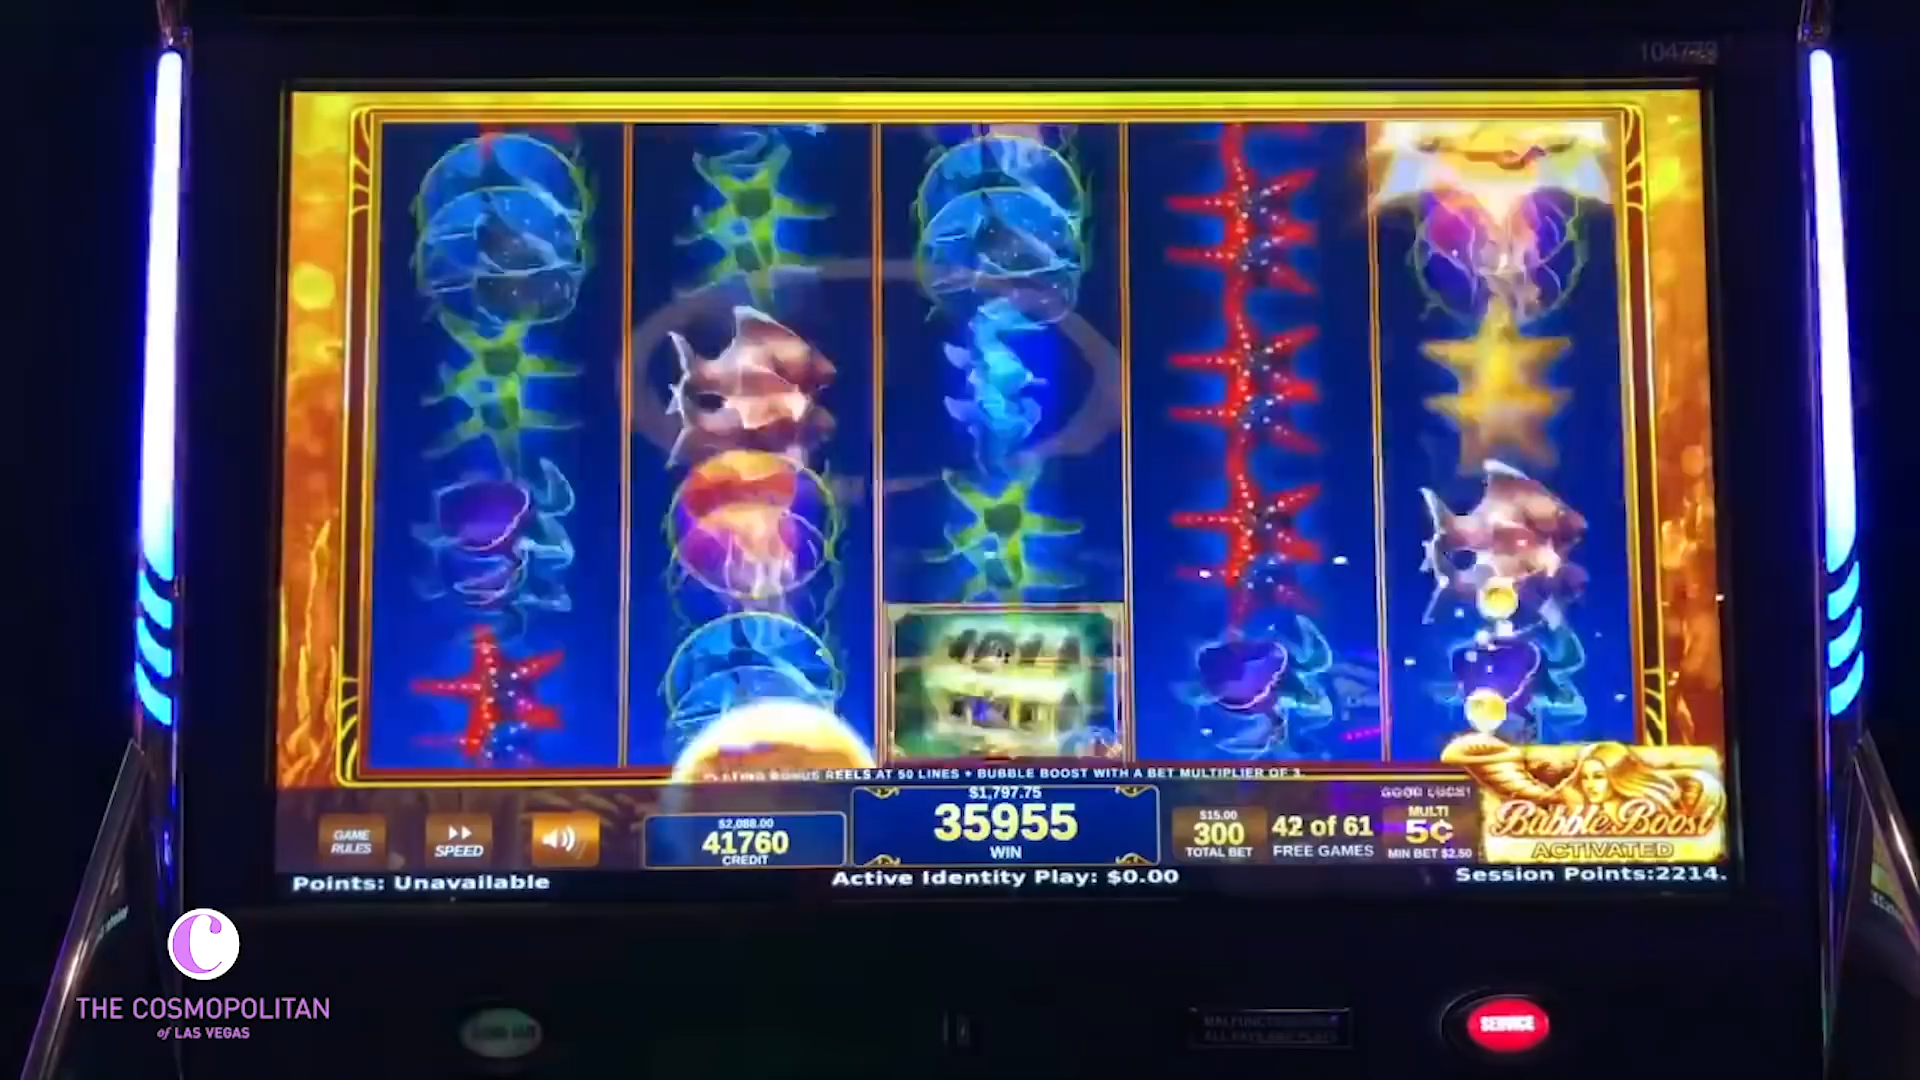 BONUS REELS AT 50 LINES • BUBBLE BOOST WITH A BET MULTIPLIER OF 3.
GAME RULES
SPEED
$2,088.00
41760
CREDIT
$1,797.75
35955
WIN
$15.00
300
TOTAL BET
42 of 61
FREE GAMES
GOOD LUCK!
MULTI
5¢
MIN BET $2.50
Bubble Boost
ACTIVATED
Points: Unavailable
Active Identity Play: $0.00
Session Points:2214.
C
THE COSMOPOLITAN
of LAS VEGAS
SERVICE